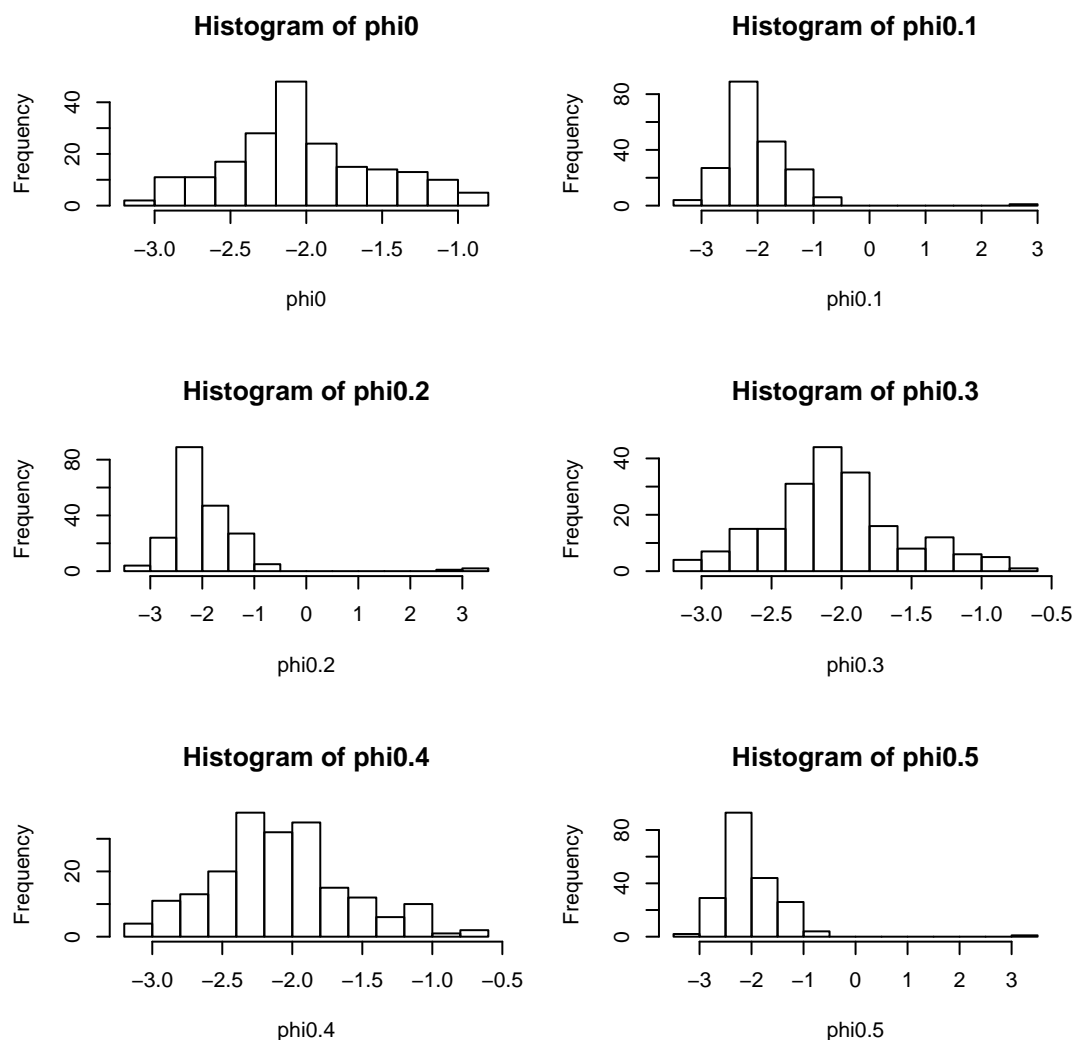 Histogram of phi0
Frequency
0 20 40
−3.0 −2.5 −2.0 −1.5 −1.0
phi0
Histogram of phi0.1
Frequency
0 40 80
−3 −2 −1 0 1 2 3
phi0.1
Histogram of phi0.2
Frequency
0 40 80
−3 −2 −1 0 1 2 3
phi0.2
Histogram of phi0.3
Frequency
0 20 40
−3.0 −2.5 −2.0 −1.5 −1.0 −0.5
phi0.3
Histogram of phi0.4
Frequency
0 20
−3.0 −2.5 −2.0 −1.5 −1.0 −0.5
phi0.4
Histogram of phi0.5
Frequency
0 40 80
−3 −2 −1 0 1 2 3
phi0.5